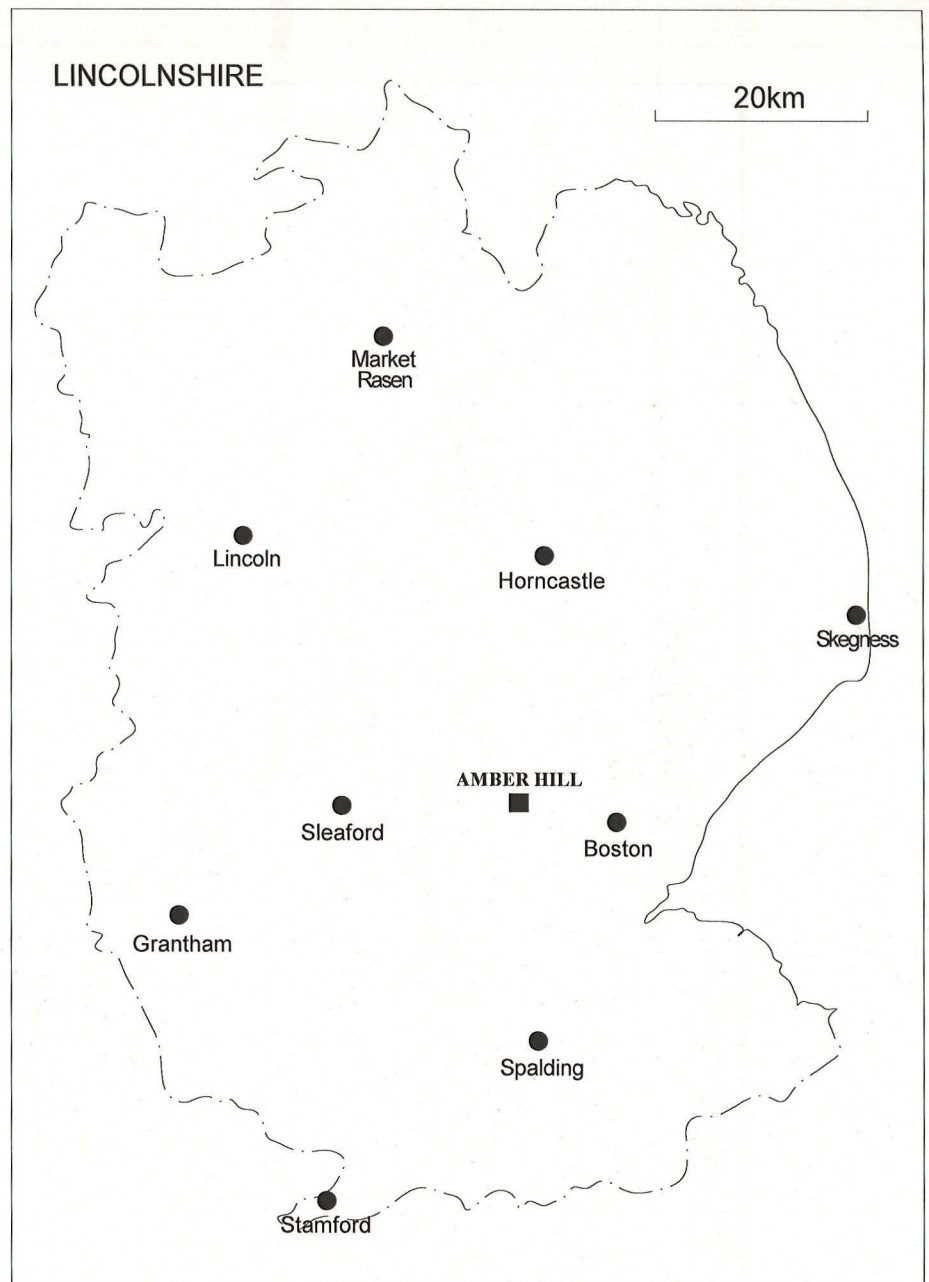 LINCOLNSHIRE
20km
Market
Rasen
Lincoln
Horncastle
Skegness
AMBER HILL
Sleaford
Boston
Grantham
Spalding
Stamford